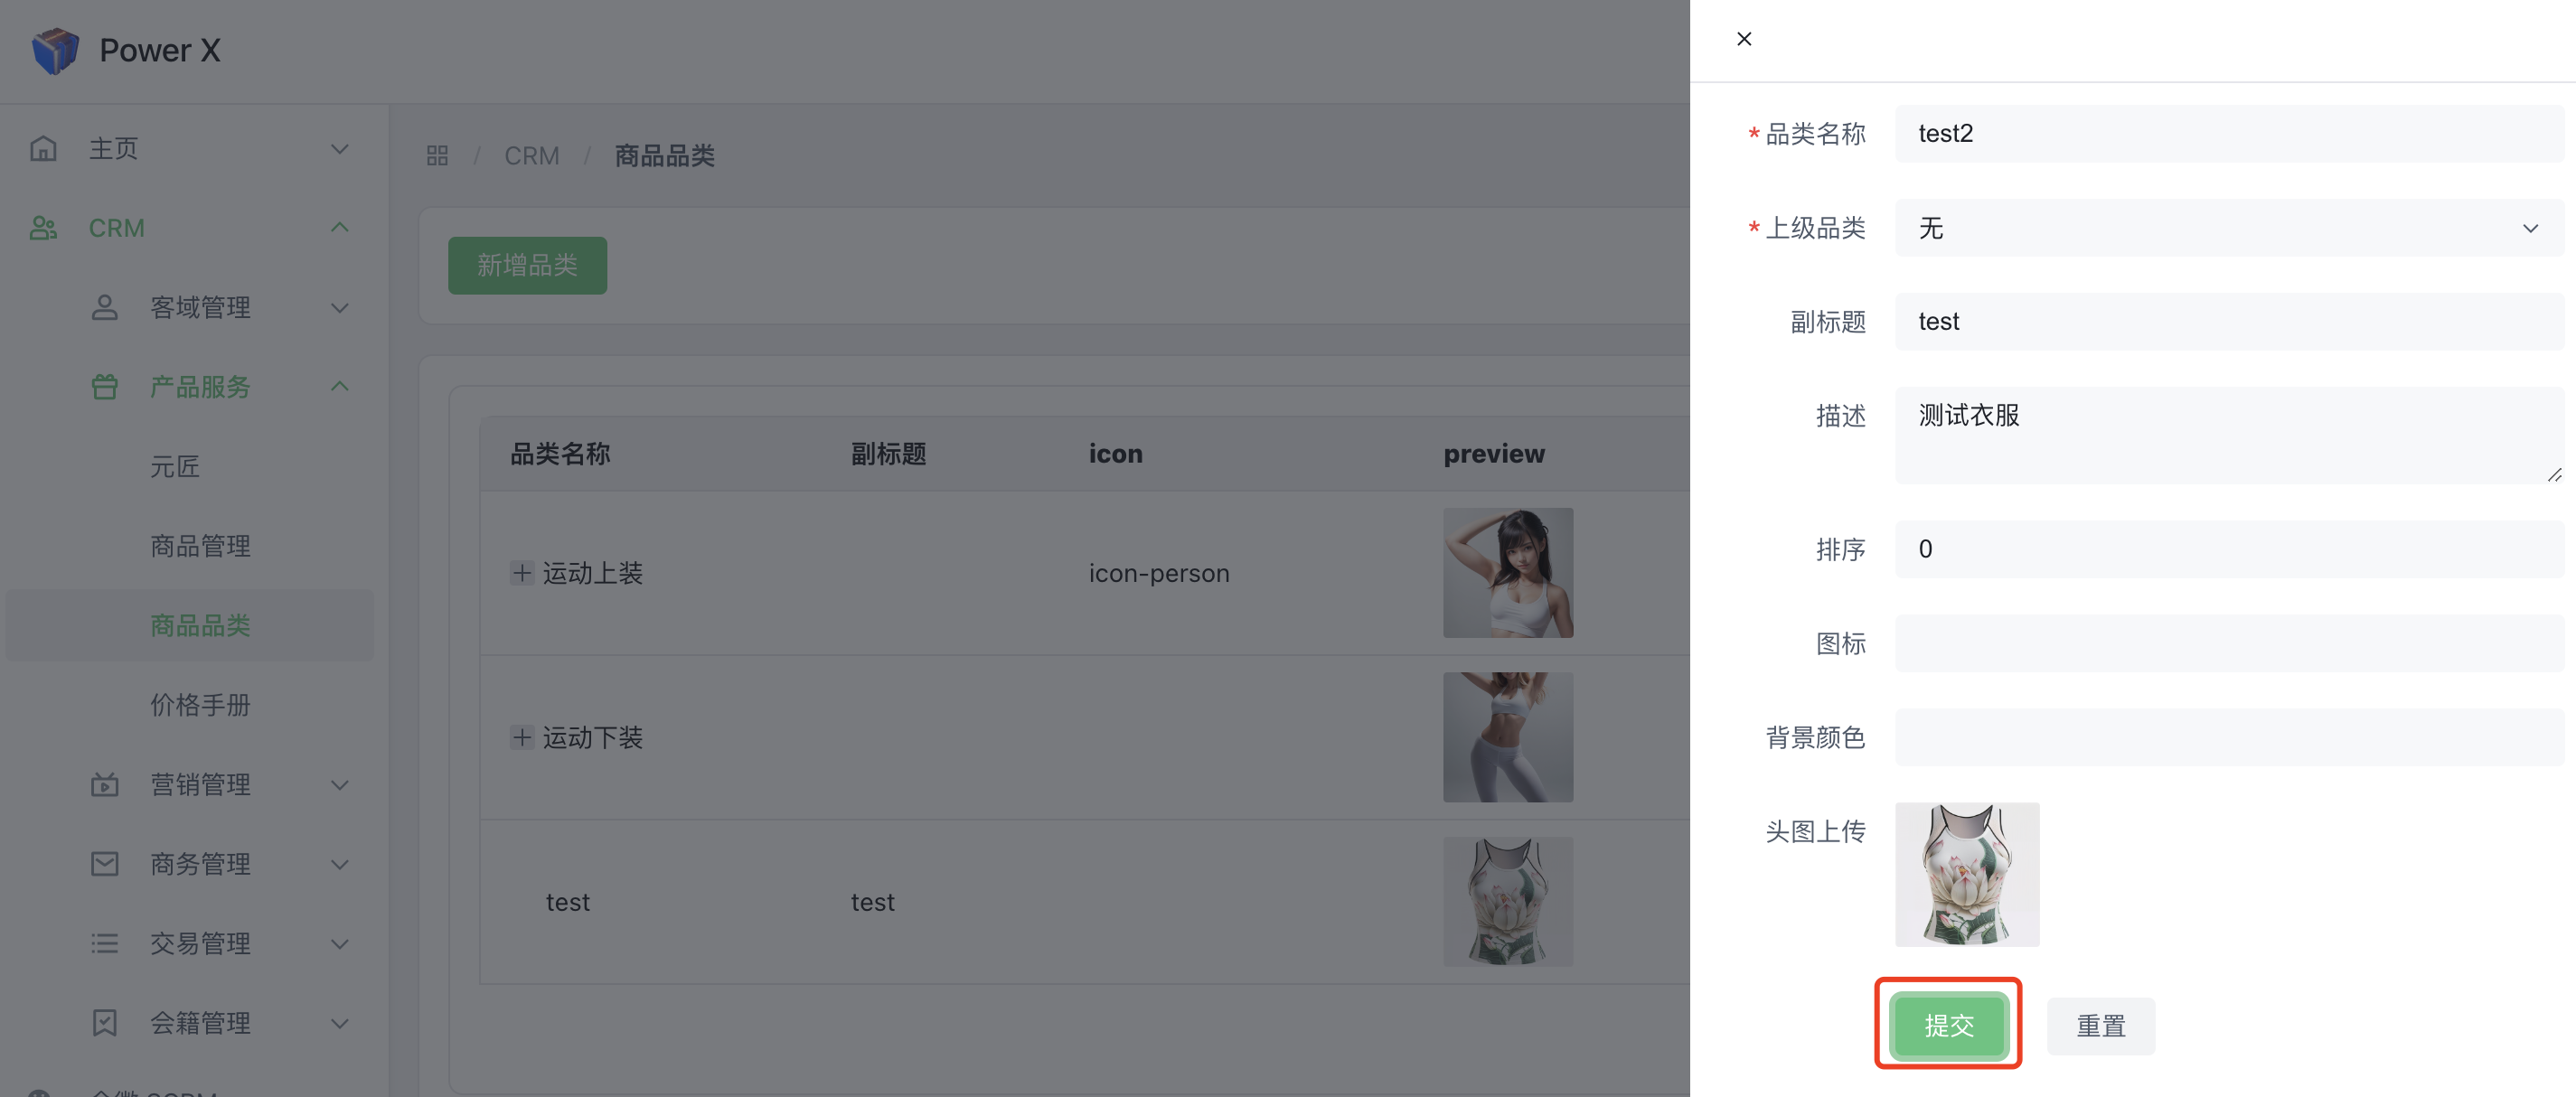 Power X
主页
CRM
客域管理
产品服务
元匠
商品管理
商品品类
价格手册
营销管理
商务管理
交易管理
会籍管理
/ CRM / 商品品类
新增品类
品类名称 副标题 icon preview
运动上装 icon-person
运动下装
test test
* 品类名称 test2
* 上级品类 无
副标题 test
描述 测试衣服
排序 0
图标
背景颜色
头图上传
提交 重置